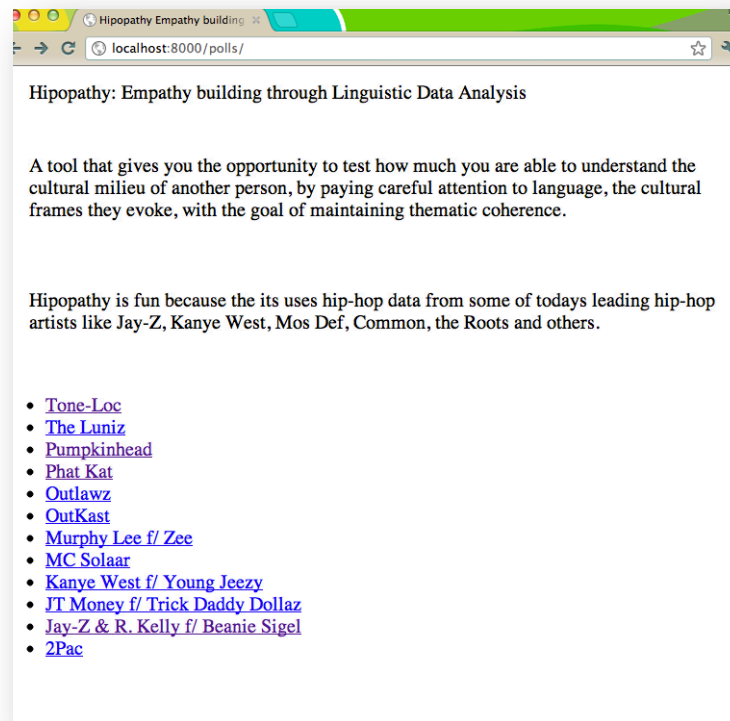 Hipopathy Empathy building
localhost:8000/polls/
Hipopathy: Empathy building through Linguistic Data Analysis
A tool that gives you the opportunity to test how much you are able to understand the
cultural milieu of another person, by paying careful attention to language, the cultural
frames they evoke, with the goal of maintaining thematic coherence.
Hipopathy is fun because the its uses hip-hop data from some of todays leading hip-hop
artists like Jay-Z, Kanye West, Mos Def, Common, the Roots and others.
Tone-Loc
The Luniz
Pumpkinhead
Phat Kat
Outlawz
OutKast
Murphy Lee f/ Zee
MC Solaar
Kanye West f/ Young Jeezy
JT Money f/ Trick Daddy Dollaz
Jay-Z & R. Kelly f/ Beanie Sigel
2Pac